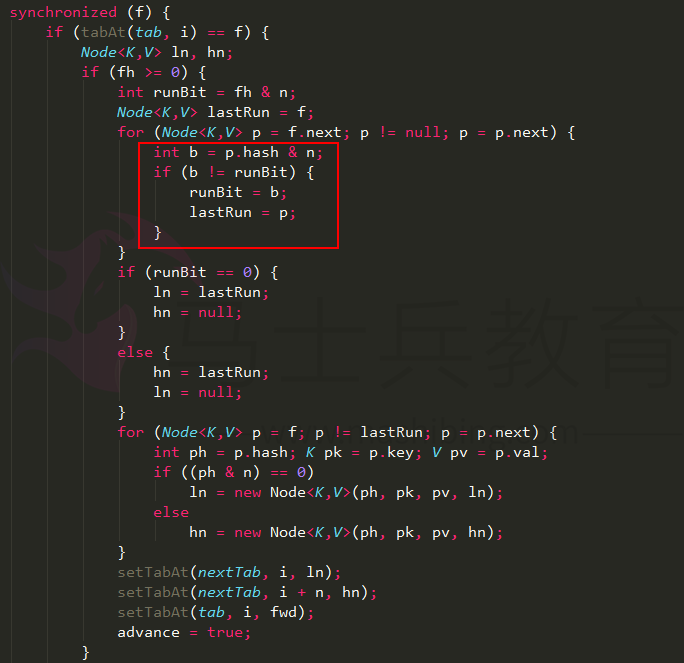 synchronized (f) {
if (tabAt(tab, i) == f) {
Node<K,V> ln, hn;
if (fh >= 0) {
int runBit = fh & n;
Node<K,V> lastRun = f;
for (Node<K,V> p = f.next; p != null; p = p.next) {
int b = p.hash & n;
if (b != runBit) {
runBit = b;
lastRun = p;
}
}
if (runBit == 0) {
ln = lastRun;
hn = null;
}
else {
hn = lastRun;
ln = null;
}
for (Node<K,V> p = f; p != lastRun; p = p.next) {
int ph = p.hash; K pk = p.key; V pv = p.val;
if ((ph & n) == 0)
ln = new Node<K,V>(ph, pk, pv, ln);
else
hn = new Node<K,V>(ph, pk, pv, hn);
}
setTabAt(nextTab, i, ln);
setTabAt(nextTab, i + n, hn);
setTabAt(tab, i, fwd);
advance = true;
}
马士兵教育